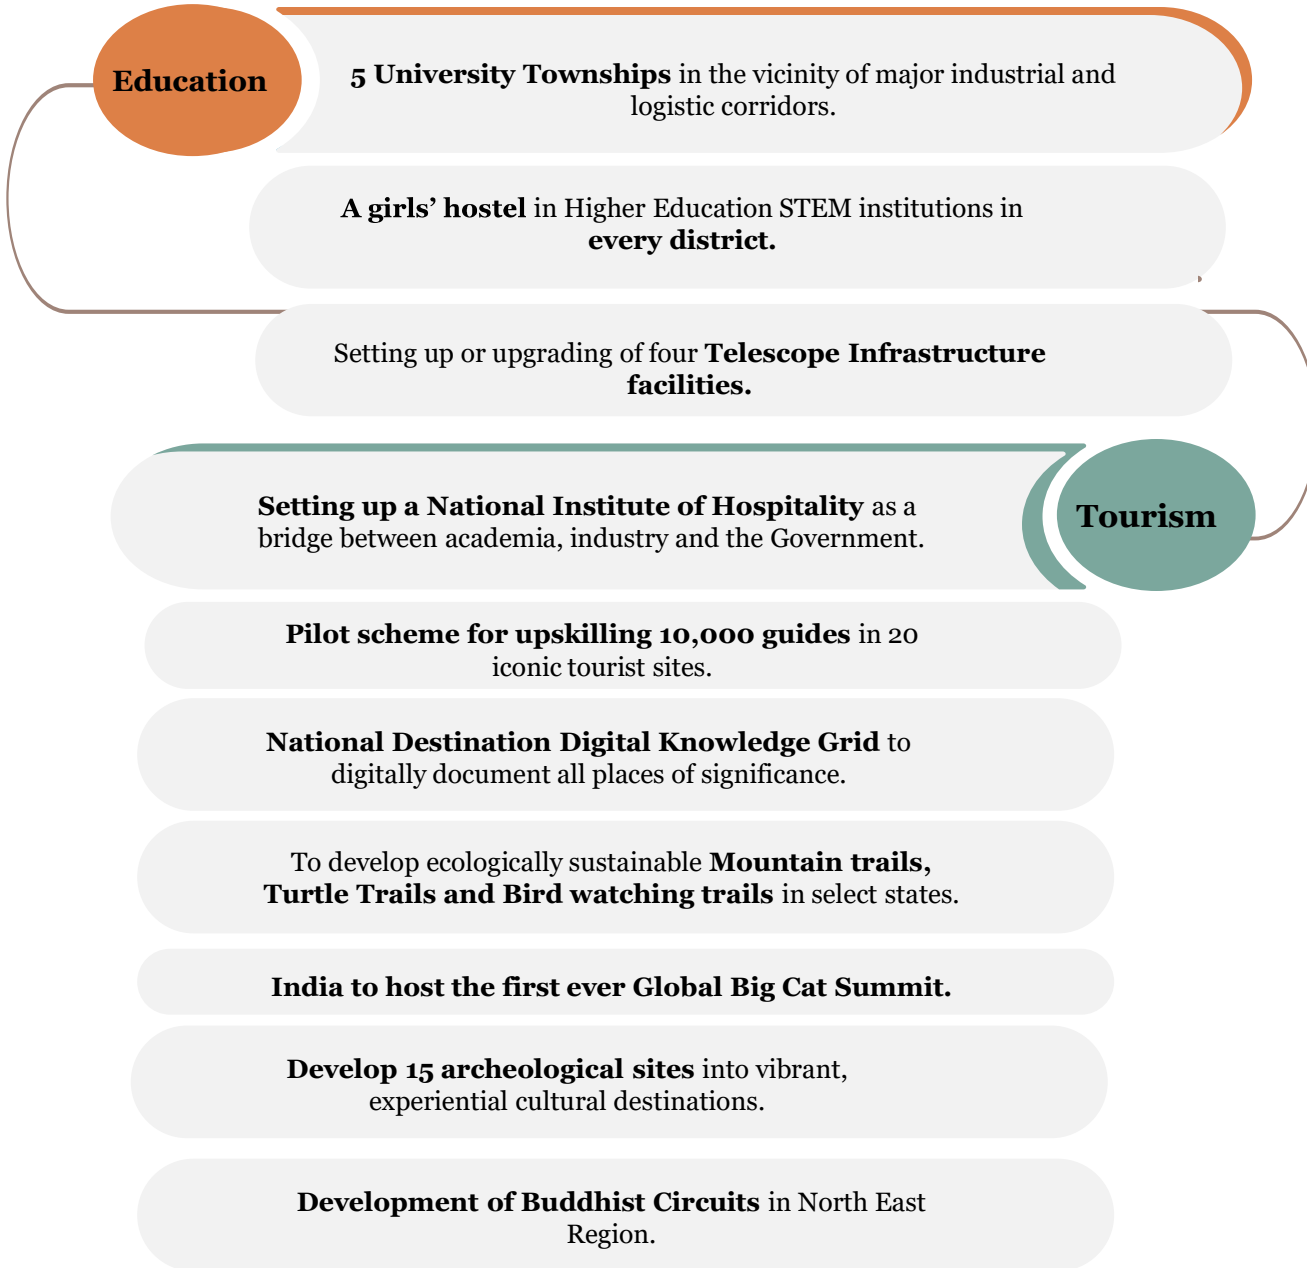 Education
5 University Townships in the vicinity of major industrial and
logistic corridors.
A girls’ hostel in Higher Education STEM institutions in
every district.
Setting up or upgrading of four Telescope Infrastructure
facilities.
Setting up a National Institute of Hospitality as a
bridge between academia, industry and the Government.
Tourism
Pilot scheme for upskilling 10,000 guides in 20
iconic tourist sites.
National Destination Digital Knowledge Grid to
digitally document all places of significance.
To develop ecologically sustainable Mountain trails,
Turtle Trails and Bird watching trails in select states.
India to host the first ever Global Big Cat Summit.
Develop 15 archeological sites into vibrant,
experiential cultural destinations.
Development of Buddhist Circuits in North East
Region.